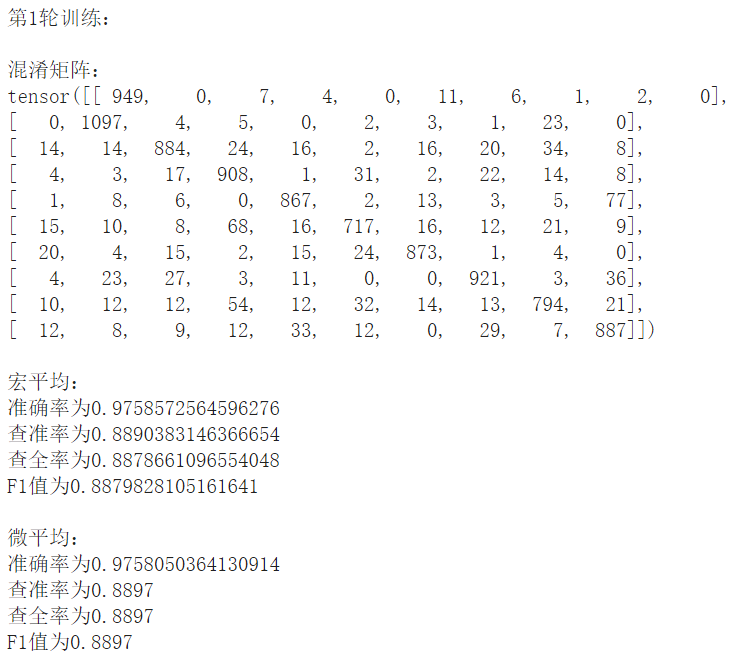 第1轮训练:
混淆矩阵:
tensor([[ 949, 0, 7, 4, 0, 11, 6, 1, 2, 0],
[ 0, 1097, 4, 5, 0, 2, 3, 1, 23, 0],
[ 14, 14, 884, 24, 16, 2, 16, 20, 34, 8],
[ 4, 3, 17, 908, 1, 31, 2, 22, 14, 8],
[ 1, 8, 6, 0, 867, 2, 13, 3, 5, 77],
[ 15, 10, 8, 68, 16, 717, 16, 12, 21, 9],
[ 20, 4, 15, 2, 15, 24, 873, 1, 4, 0],
[ 4, 23, 27, 3, 11, 0, 0, 921, 3, 36],
[ 10, 12, 12, 54, 12, 32, 14, 13, 794, 21],
[ 12, 8, 9, 12, 33, 12, 0, 29, 7, 887]])
宏平均:
准确率为0.9758572564596276
查准率为0.8890383146366654
查全率为0.8878661096554048
F1值为0.8879828105161641
微平均:
准确率为0.9758050364130914
查准率为0.8897
查全率为0.8897
F1值为0.8897